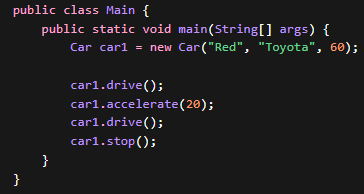 public class Main {
    public static void main(String[] args) {
        Car car1 = new Car("Red", "Toyota", 60);

        car1.drive();
        car1.accelerate(20);
        car1.drive();
        car1.stop();
    }
}